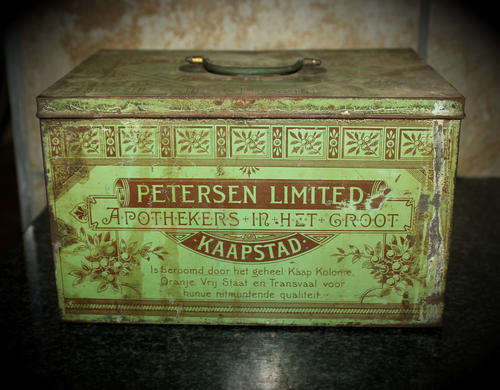 PETERSEN LIMITED.
APOTHEKERS IN HET GROOT
KAAPSTAD.
Is beroomd door het geheel Kaap Kolonie,
Oranje Vrij Staat en Transvaal voor
hunne uitmuntende qualiteit